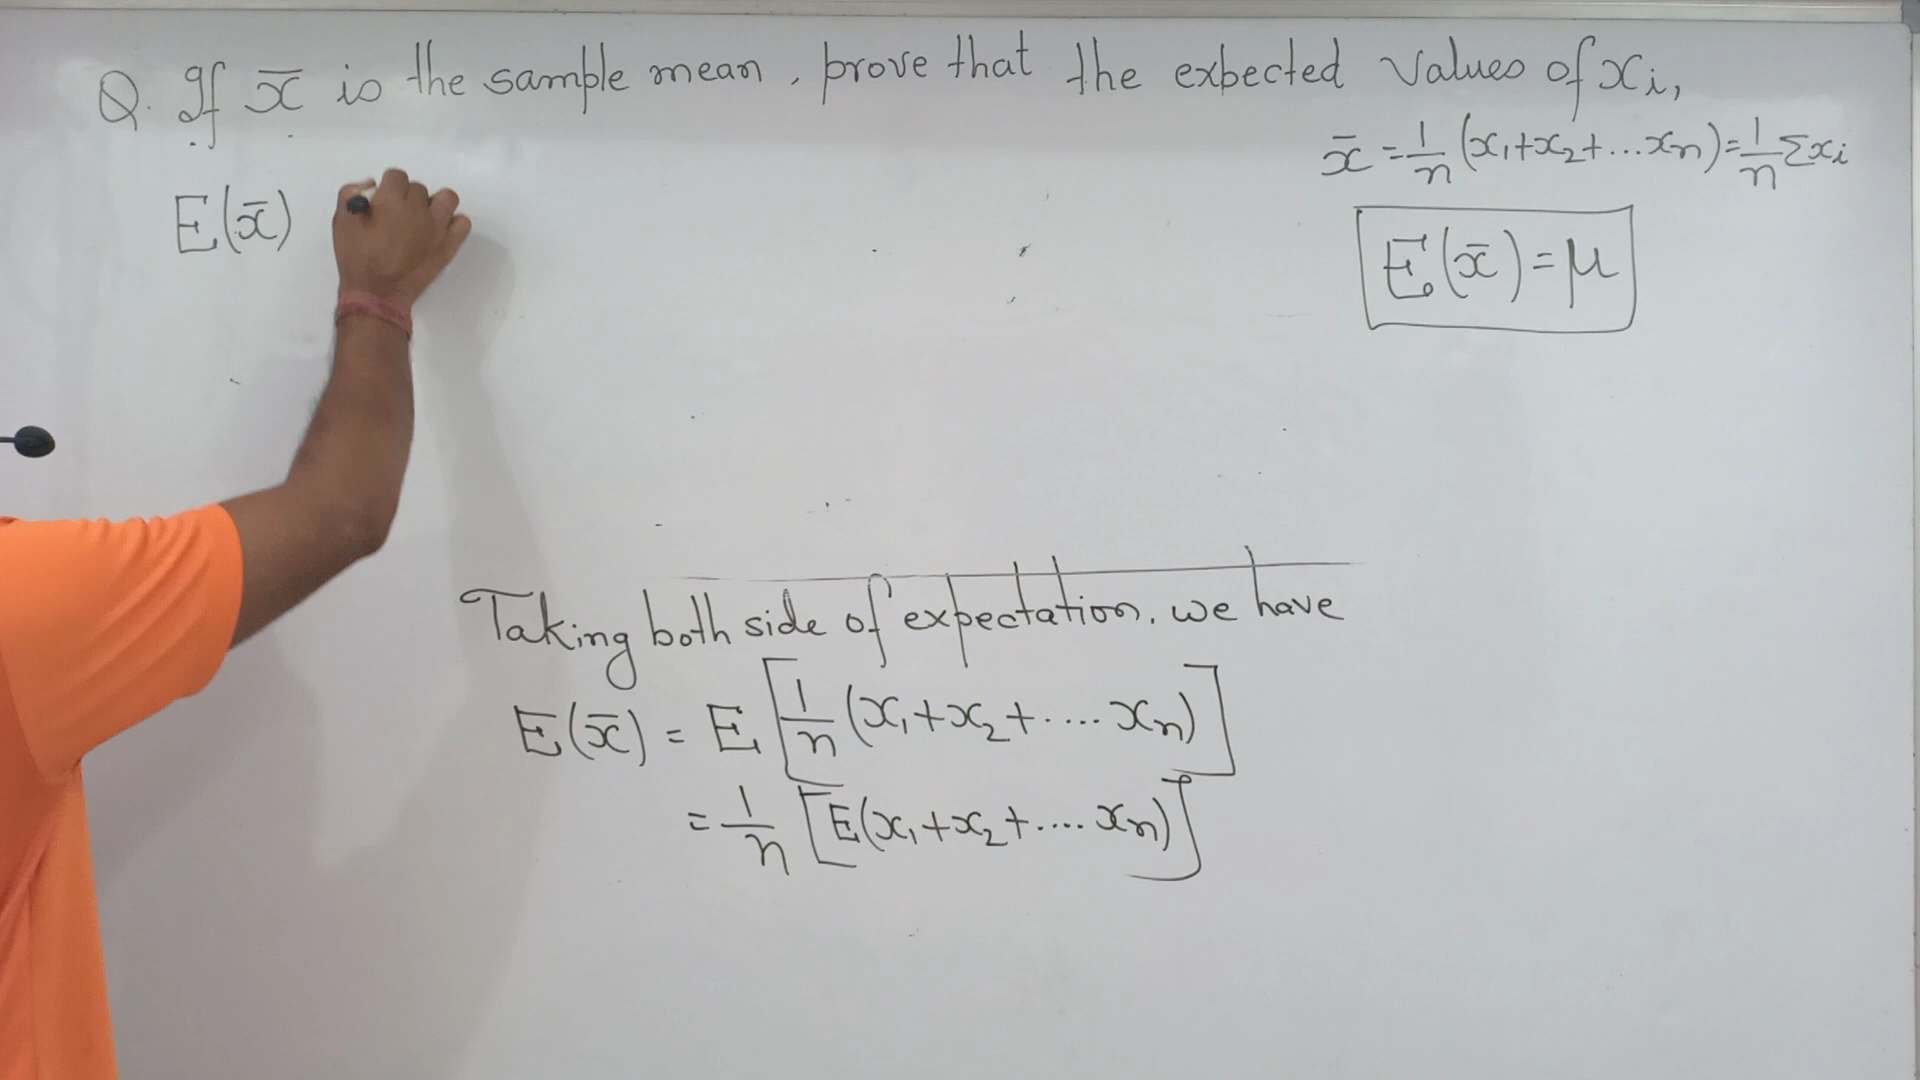 Q. If x̄ is the sample mean, prove that the expected values of xi,
x̄ = 1/n (x₁+x₂+...xn) = 1/n Σxi
E(x̄)
E(x̄) = μ
Taking both side of expectation. we have
E(x̄) = E [1/n (x₁+x₂+....xn)]
= 1/n [E(x₁+x₂+....xn)]